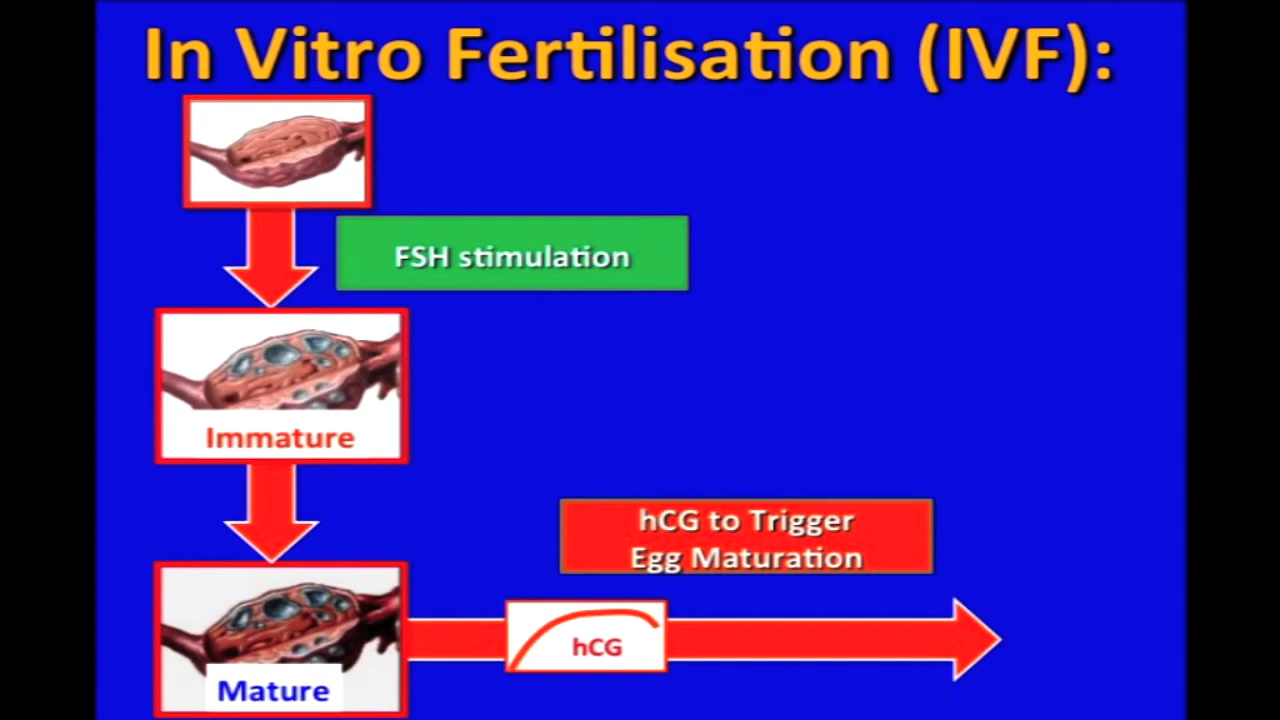 In Vitro Fertilisation (IVF):
FSH stimulation
Immature
hCG to Trigger
Egg Maturation
hCG
Mature